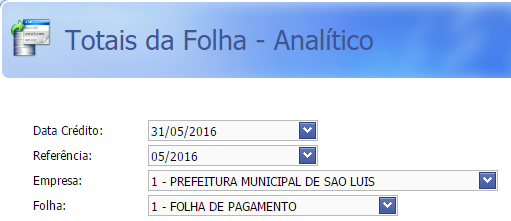 Totais da Folha - Analítico
Data Crédito: 31/05/2016
Referência: 05/2016
Empresa: 1 - PREFEITURA MUNICIPAL DE SAO LUIS
Folha: 1 - FOLHA DE PAGAMENTO